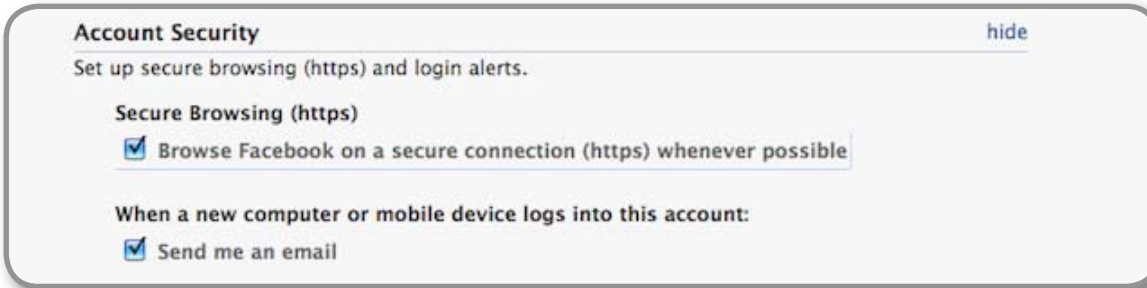 Account Security hide
Set up secure browsing (https) and login alerts.
Secure Browsing (https)
Browse Facebook on a secure connection (https) whenever possible
When a new computer or mobile device logs into this account:
Send me an email